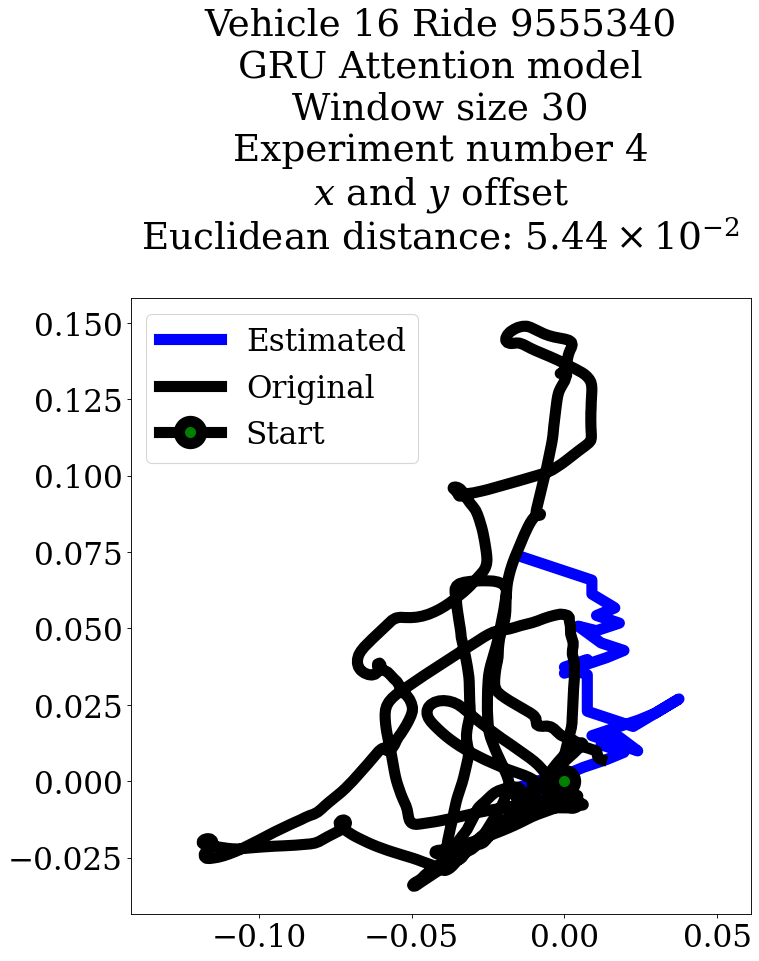 Vehicle 16 Ride 9555340
GRU Attention model
Window size 30
Experiment number 4
x and y offset
Euclidean distance: 5.44 × 10⁻²
Estimated
Original
Start
0.150
0.125
0.100
0.075
0.050
0.025
0.000
−0.025
−0.10 −0.05 0.00 0.05